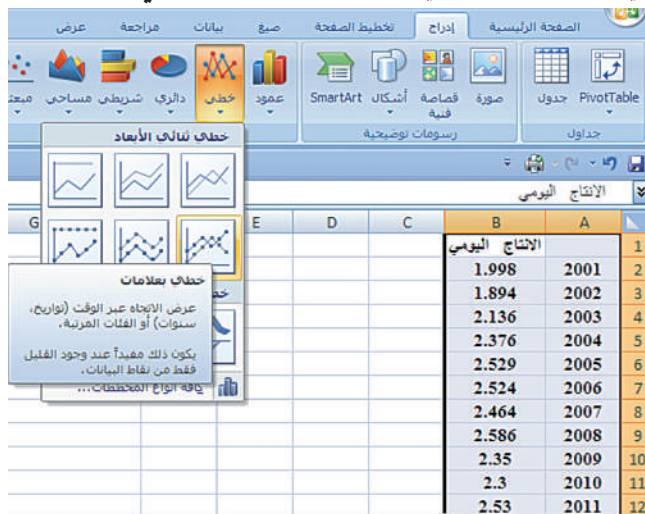 الصفحة الرئيسية إدراج تخطيط الصفحة صيغ بيانات مراجعة عرض
PivotTable جدول صورة قصاصة فنية أشكال SmartArt عمود خطي دائري شريطي مساحي
جداول رسومات توضيحية
خطي ثنائي الأبعاد
الانتاج اليومي
A B C D E G
1 الانتاج اليومي
2 2001 1.998
3 2002 1.894
4 2003 2.136
5 2004 2.376
6 2005 2.529
7 2006 2.524
8 2007 2.464
9 2008 2.586
10 2009 2.35
11 2010 2.3
12 2011 2.53
خطي بعلامات
عرض الاتجاه عبر الوقت (تواريخ،
سنوات) أو الفئات المرتبة.
يكون ذلك مفيداً عند وجود القليل
فقط من نقاط البيانات.
كافة أنواع المخططات...